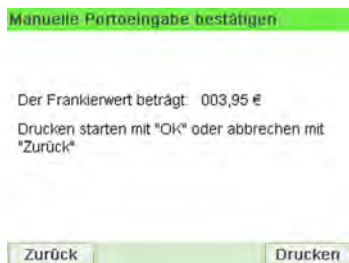 Manuelle Portoeingabe bestätigen
Der Frankierwert beträgt: 003,95 €
Drucken starten mit "OK" oder abbrechen mit
"Zurück"
Zurück
Drucken